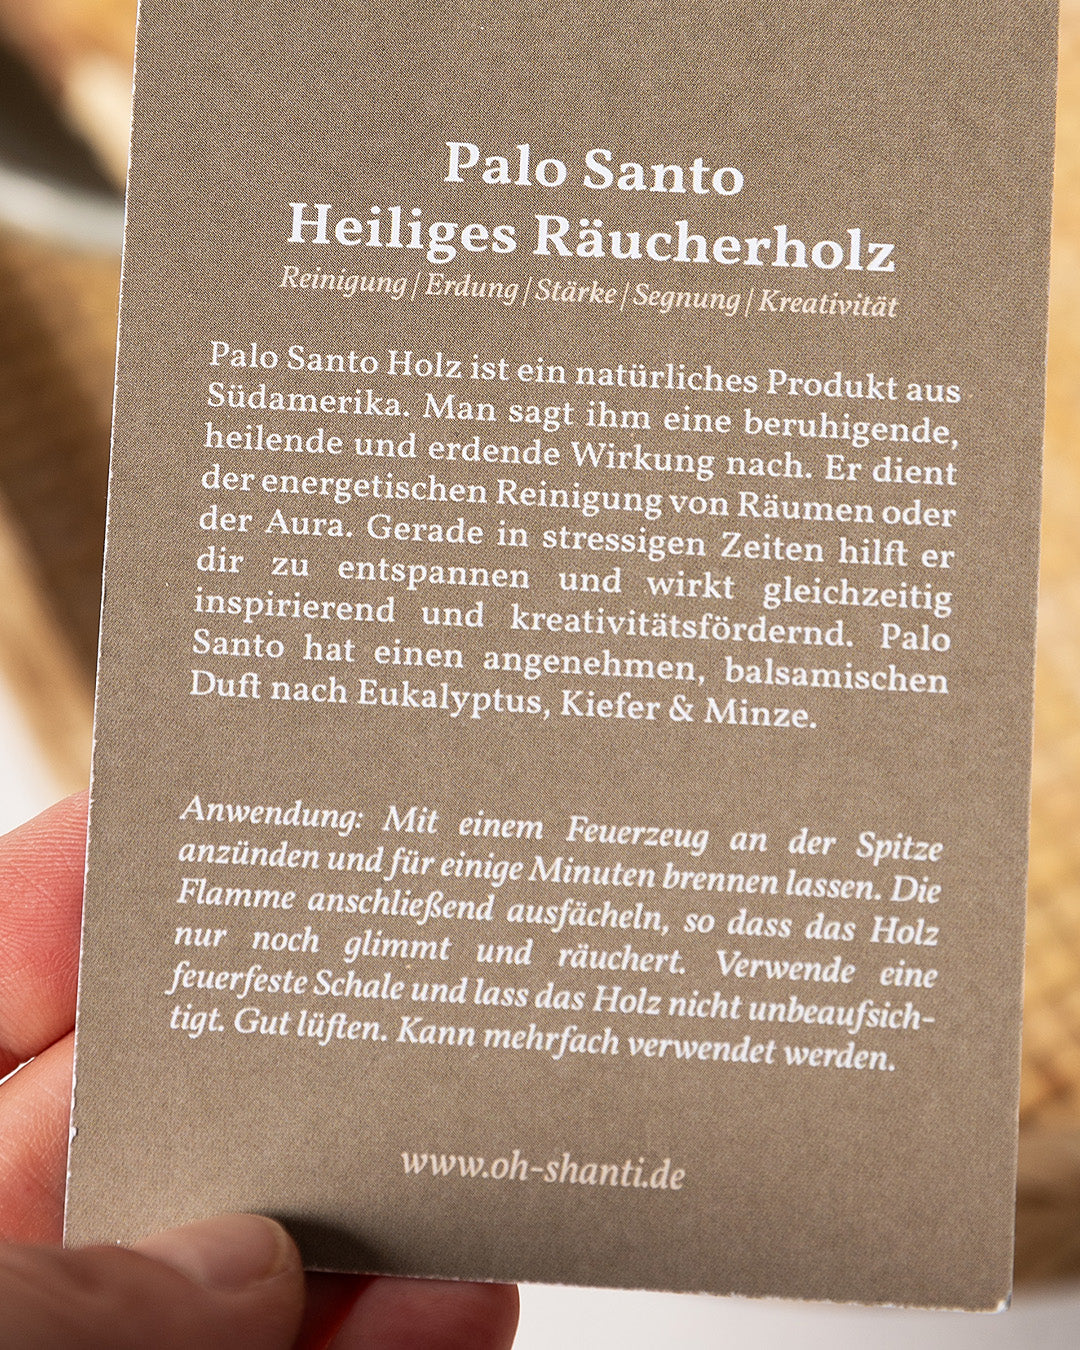 Palo Santo
Heiliges Räucherholz
Reinigung | Erdung | Stärke | Segnung | Kreativität
Palo Santo Holz ist ein natürliches Produkt aus
Südamerika. Man sagt ihm eine beruhigende,
heilende und erdende Wirkung nach. Er dient
der energetischen Reinigung von Räumen oder
der Aura. Gerade in stressigen Zeiten hilft er
dir zu entspannen und wirkt gleichzeitig
inspirierend und kreativitätsfördernd. Palo
Santo hat einen angenehmen, balsamischen
Duft nach Eukalyptus, Kiefer & Minze.
Anwendung: Mit einem Feuerzeug an der Spitze
anzünden und für einige Minuten brennen lassen. Die
Flamme anschließend ausfächeln, so dass das Holz
nur noch glimmt und räuchert. Verwende eine
feuerfeste Schale und lass das Holz nicht unbeaufsich-
tigt. Gut lüften. Kann mehrfach verwendet werden.
www.oh-shanti.de